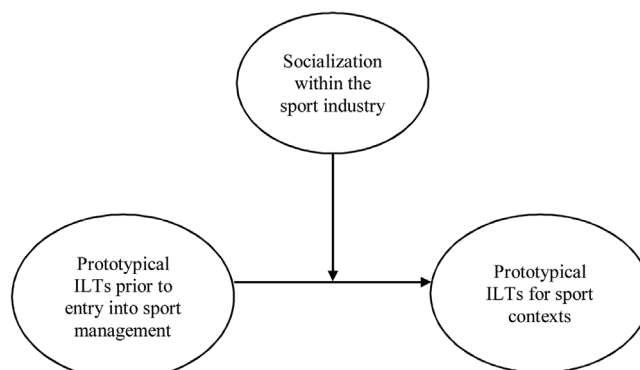 Socialization
within the
sport industry
Prototypical
ILTs prior to
entry into sport
management
Prototypical
ILTs for sport
contexts